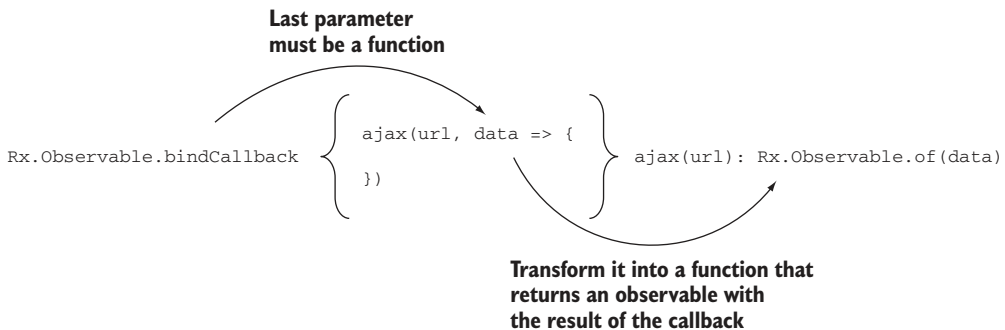 Last parameter
must be a function
ajax(url, data => {
Rx.Observable.bindCallback
ajax(url): Rx.Observable.of(data)
})
Transform it into a function that
returns an observable with
the result of the callback